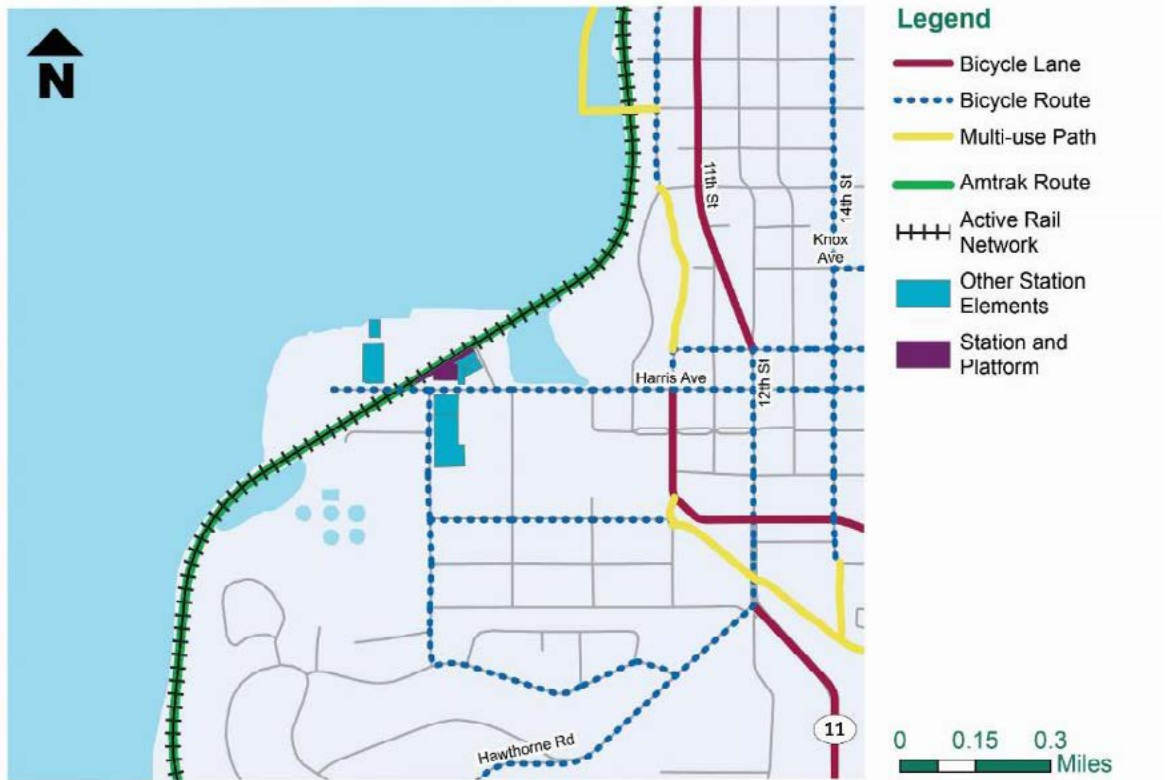 N
11th St
14th St
Knox
Ave
Harris Ave
12th St
Hawthorne Rd
11
Legend
Bicycle Lane
Bicycle Route
Multi-use Path
Amtrak Route
Active Rail
Network
Other Station
Elements
Station and
Platform
0 0.15 0.3
Miles